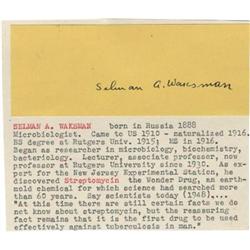 Selman A. Waksman
SELMAN A. WAKSMAN born in Russia 1888
Microbiologist. Came to US 1910 - naturalized 1916.
BS degree at Rutgers Univ. 1915; MS in 1916.
Began as researcher in microbiology, biochemistry,
bacteriology. Lecturer, associate professor, now
professor at Rutgers University since 1930. As ex-
pert for the New Jersey Experimental Station, he
discovered Streptomycin the Wonder Drug, an earth-
mold chemical for which science had searched more
than 60 years. Say scientists today (1948)....
"At this time there are still certain facts we do
not know about streptomycin, but the reassuring
fact remains that it is the first drug to be used
effectively against tuberculosis in man."